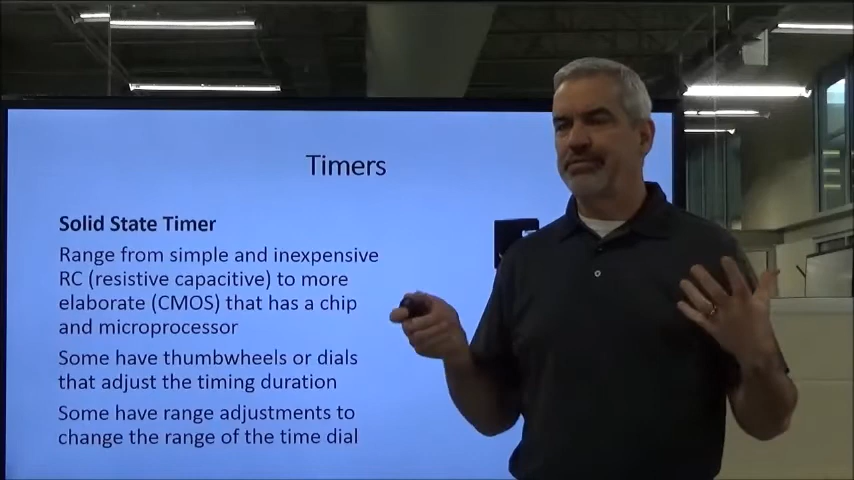 Timers
Solid State Timer
Range from simple and inexpensive
RC (resistive capacitive) to more
elaborate (CMOS) that has a chip
and microprocessor
Some have thumbwheels or dials
that adjust the timing duration
Some have range adjustments to
change the range of the time dial